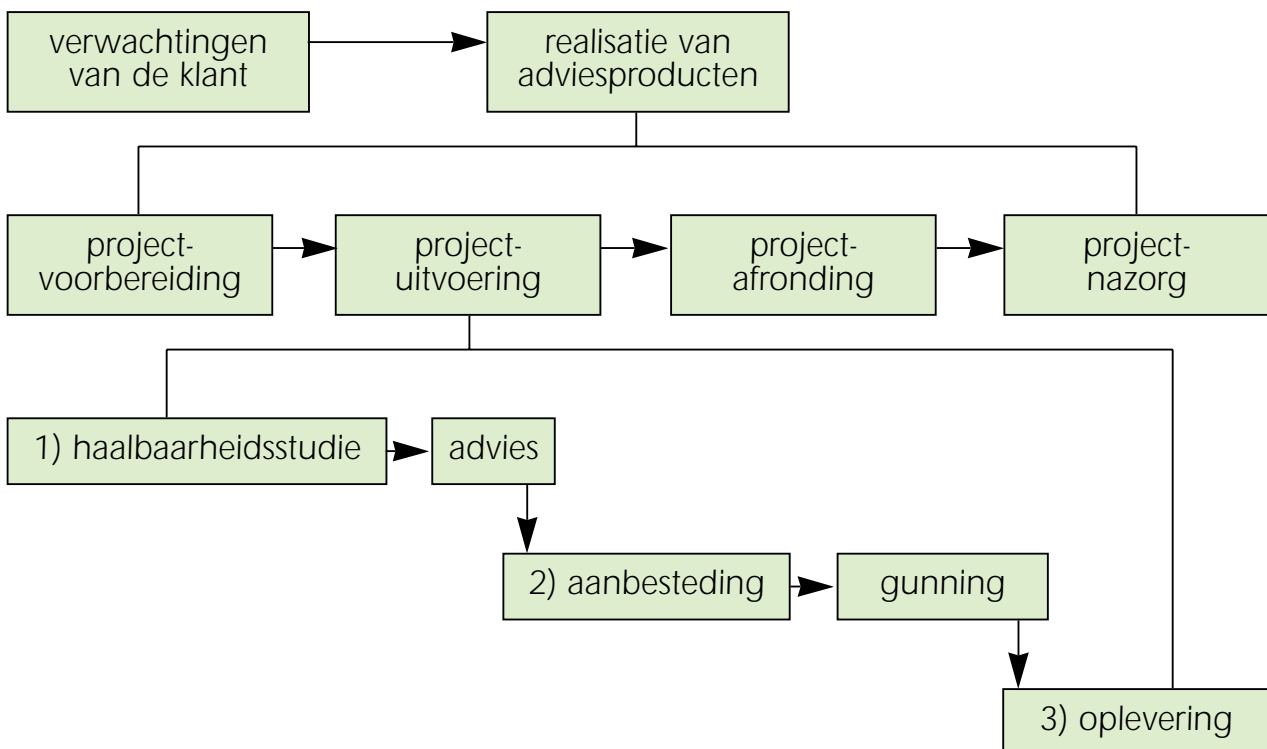 verwachtingen
van de klant
realisatie van
adviesproducten
project-
voorbereiding
project-
uitvoering
project-
afronding
project-
nazorg
1) haalbaarheidsstudie
advies
2) aanbesteding
gunning
3) oplevering